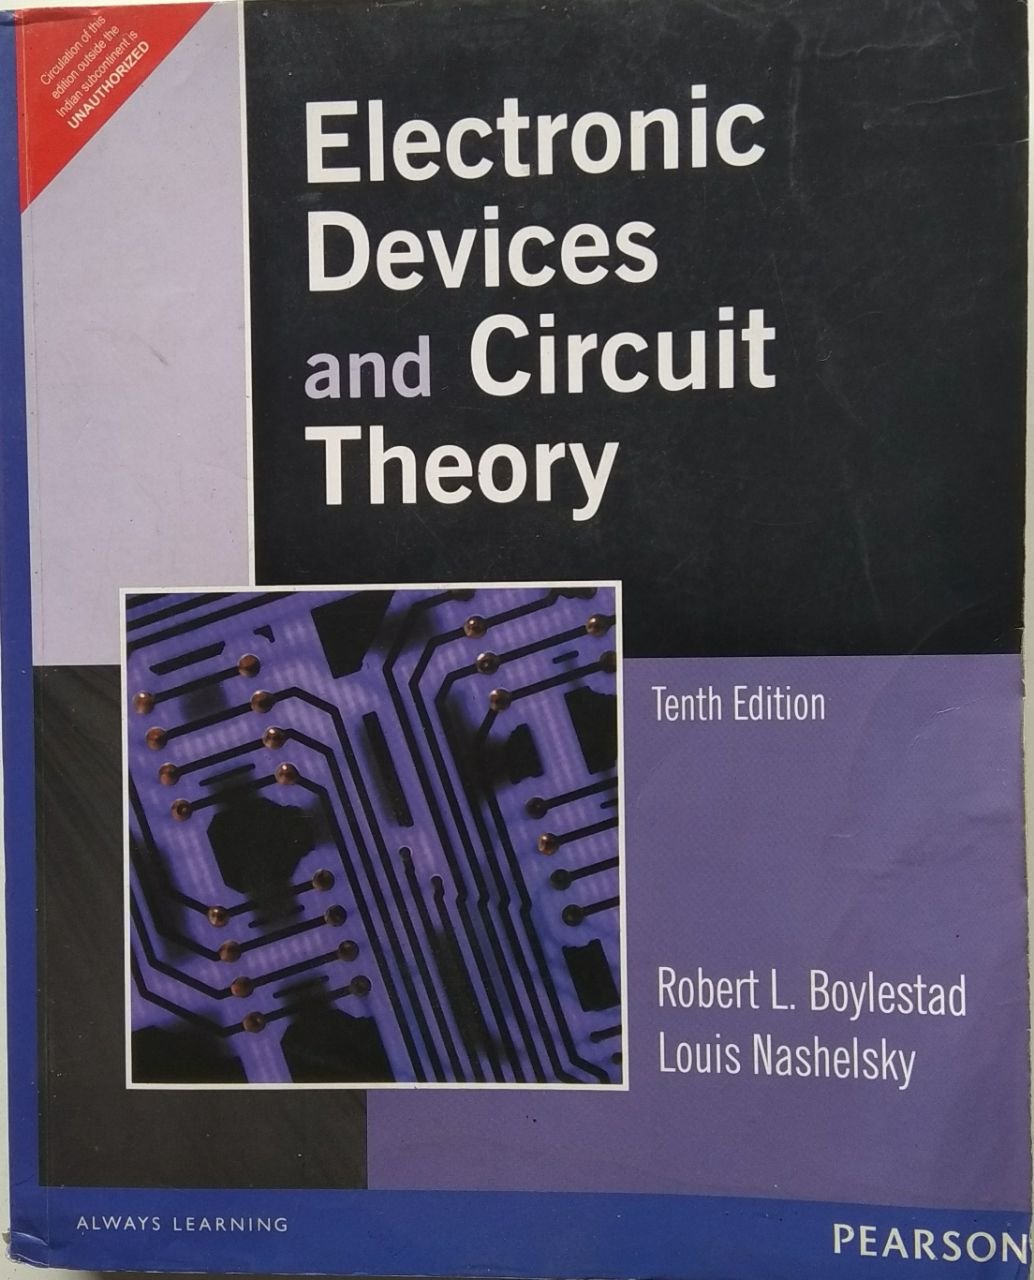 Circulation of this
edition outside the
Indian subcontinent is
UNAUTHORIZED
Electronic
Devices
and Circuit
Theory
Tenth Edition
Robert L. Boylestad
Louis Nashelsky
ALWAYS LEARNING
PEARSON